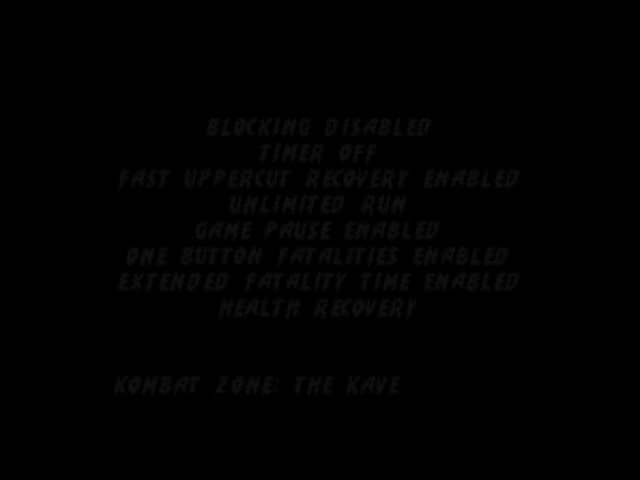 BLOCKING DISABLED
TIMER OFF
FAST UPPERCUT RECOVERY ENABLED
UNLIMITED RUN
GAME PAUSE ENABLED
ONE BUTTON FATALITIES ENABLED
EXTENDED FATALITY TIME ENABLED
HEALTH RECOVERY
KOMBAT ZONE: THE KAVE